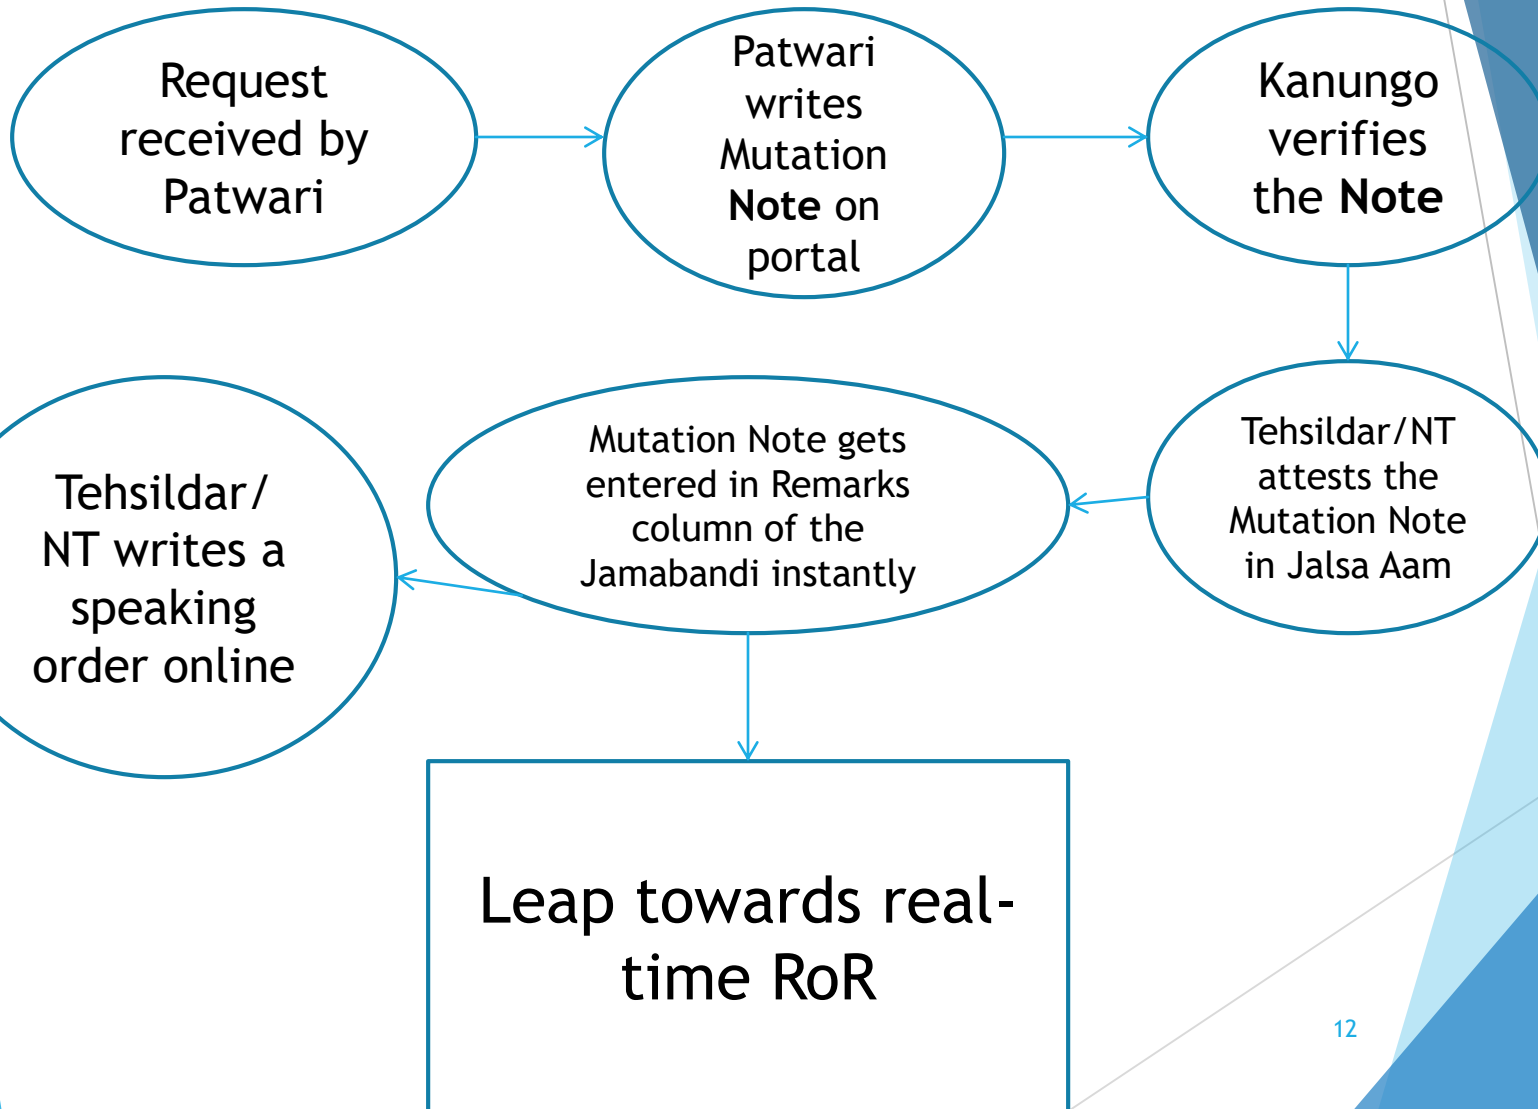 Request
received by
Patwari
Patwari
writes
Mutation
Note on
portal
Kanungo
verifies
the Note
Tehsildar/NT
attests the
Mutation Note
in Jalsa Aam
Mutation Note gets
entered in Remarks
column of the
Jamabandi instantly
Tehsildar/
NT writes a
speaking
order online
Leap towards real-
time RoR
12